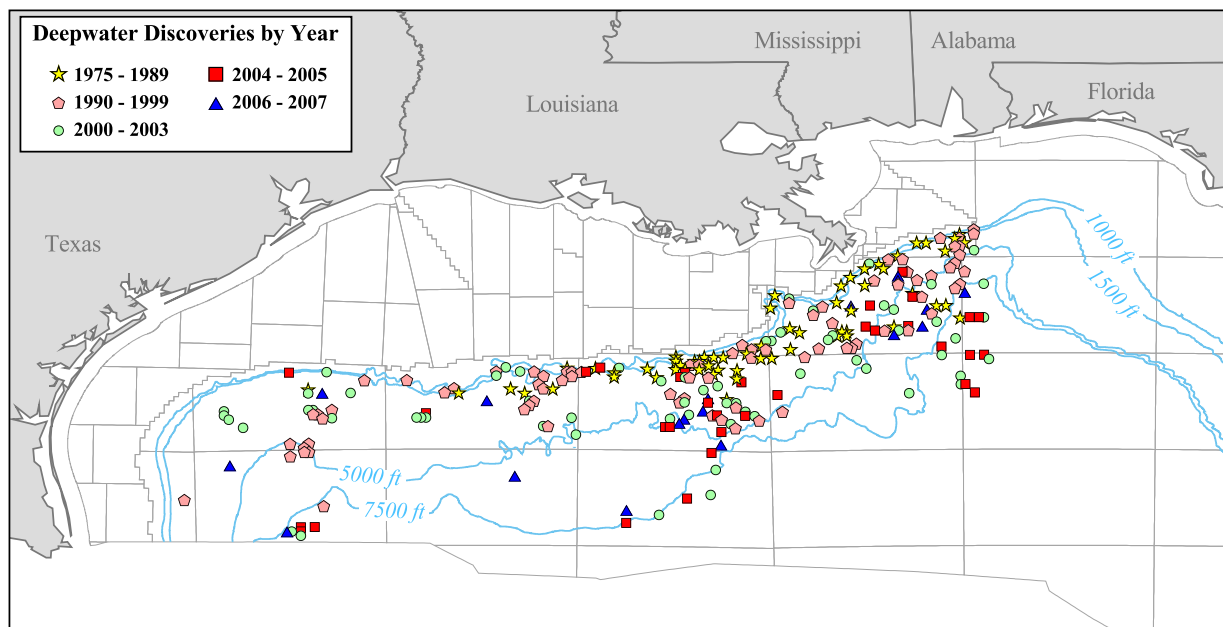 Deepwater Discoveries by Year
1975 - 1989
2004 - 2005
1990 - 1999
2006 - 2007
2000 - 2003
Mississippi
Alabama
Louisiana
Florida
Texas
1000 ft
1500 ft
5000 ft
7500 ft